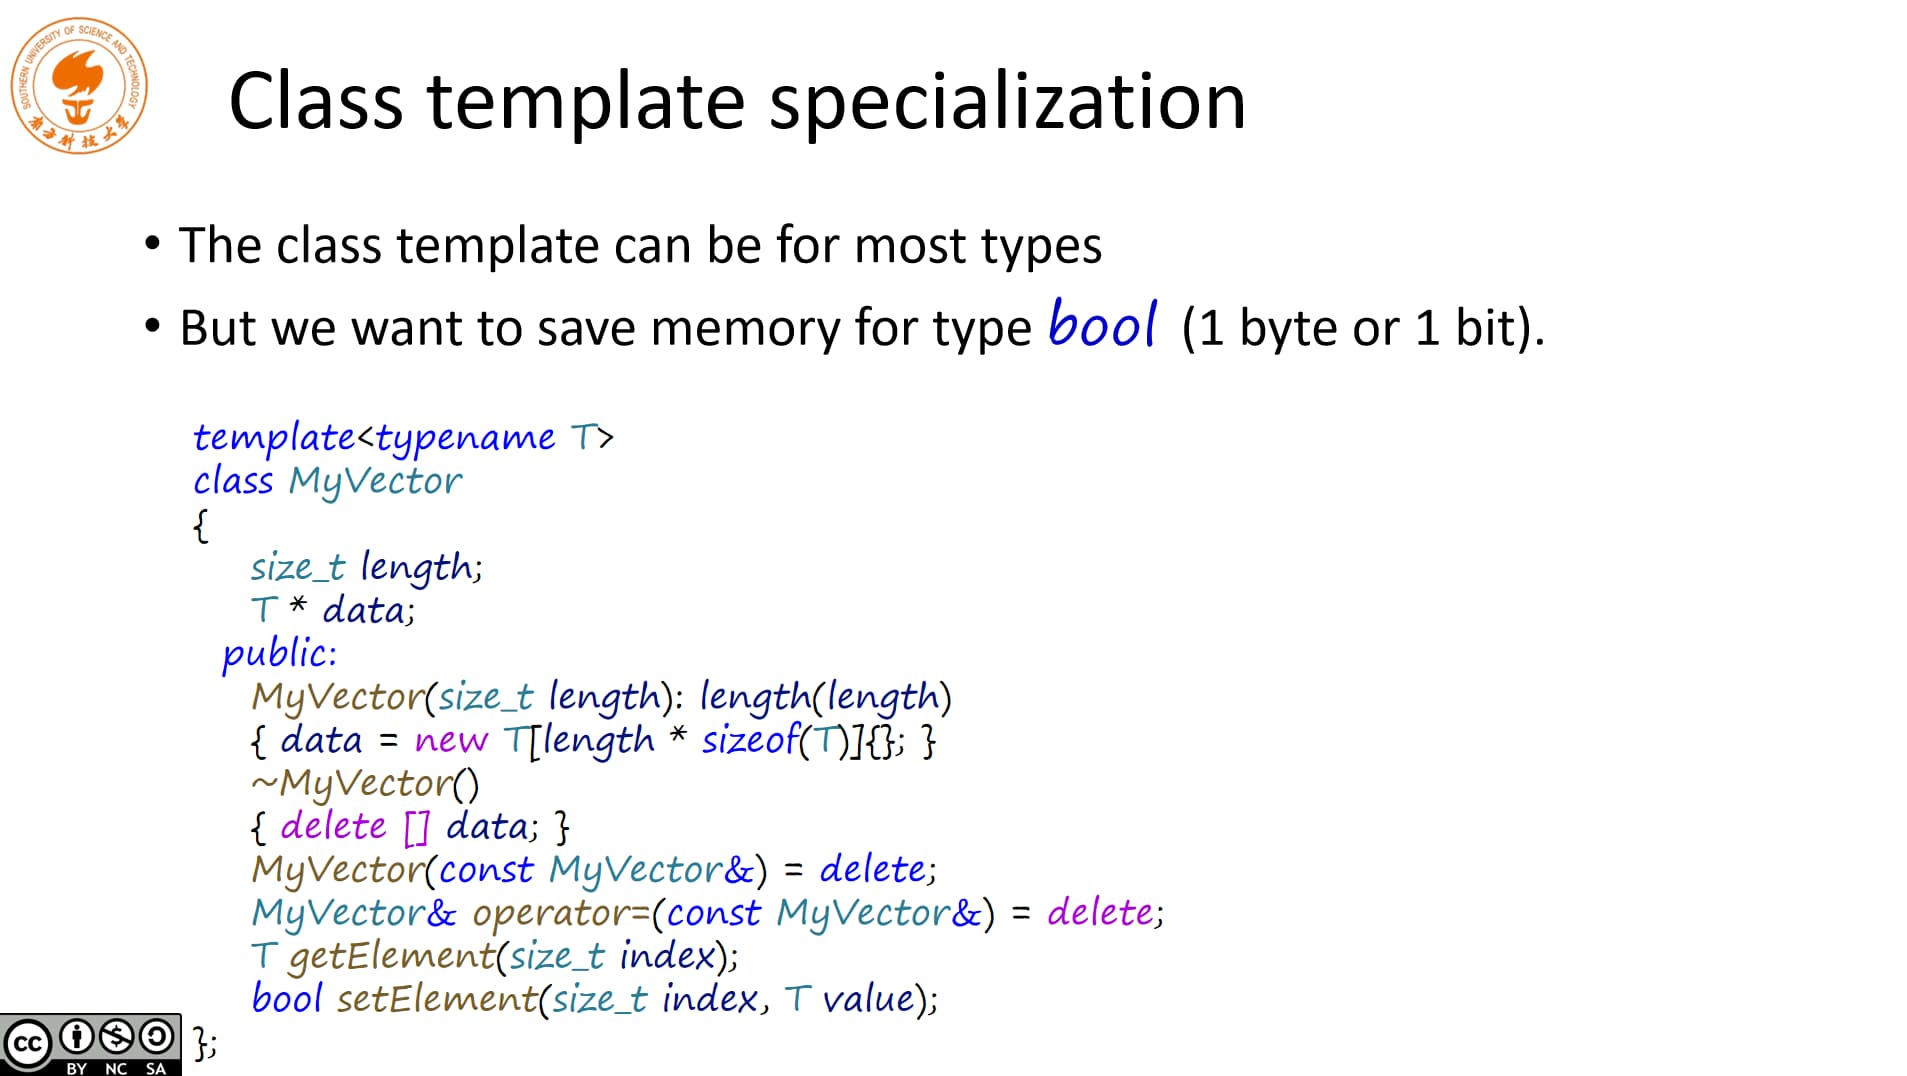 SOUTHERN UNIVERSITY OF SCIENCE AND TECHNOLOGY
南方科技大学
Class template specialization
• The class template can be for most types
• But we want to save memory for type bool (1 byte or 1 bit).
template<typename T>
class MyVector
{
size_t length;
T * data;
public:
MyVector(size_t length): length(length)
{ data = new T[length * sizeof(T)]{}; }
~MyVector()
{ delete [] data; }
MyVector(const MyVector&) = delete;
MyVector& operator=(const MyVector&) = delete;
T getElement(size_t index);
bool setElement(size_t index, T value);
};
cc
BY NC SA